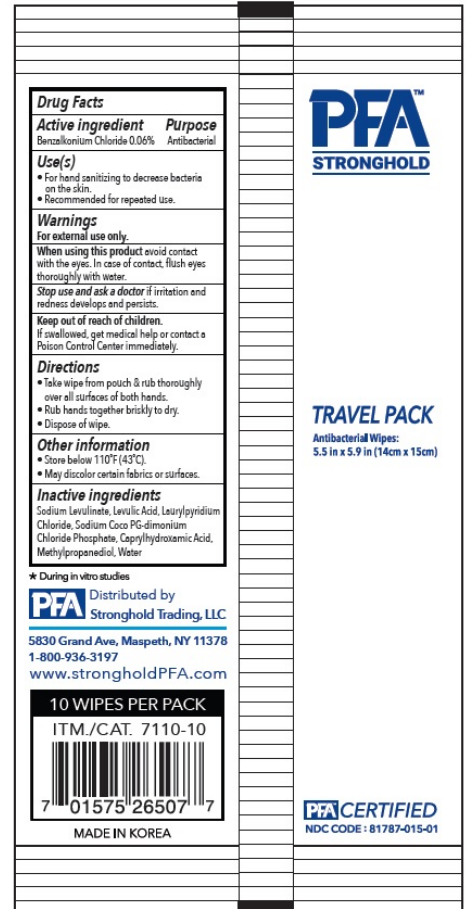 Drug Facts
Active ingredient Purpose
Benzalkonium Chloride 0.06% Antibacterial
Use(s)
• For hand sanitizing to decrease bacteria
on the skin.
• Recommended for repeated use.
Warnings
For external use only.
When using this product avoid contact
with the eyes. In case of contact, flush eyes
thoroughly with water.
Stop use and ask a doctor if irritation and
redness develops and persists.
Keep out of reach of children.
If swallowed, get medical help or contact a
Poison Control Center immediately.
Directions
• Take wipe from pouch & rub thoroughly
over all surfaces of both hands.
• Rub hands together briskly to dry.
• Dispose of wipe.
Other information
• Store below 110°F (43°C).
• May discolor certain fabrics or surfaces.
Inactive ingredients
Sodium Levulinate, Levulic Acid, Laurylpyridium
Chloride, Sodium Coco PG-dimonium
Chloride Phosphate, Caprylhydroxamic Acid,
Methylpropanediol, Water
* During in vitro studies
PFA Distributed by
Stronghold Trading, LLC
5830 Grand Ave, Maspeth, NY 11378
1-800-936-3197
www.strongholdPFA.com
10 WIPES PER PACK
ITM./CAT. 7110-10
7 01575 26507 7
MADE IN KOREA
PFA™
STRONGHOLD
TRAVEL PACK
Antibacterial Wipes:
5.5 in x 5.9 in (14cm x 15cm)
PFA CERTIFIED
NDC CODE : 81787-015-01